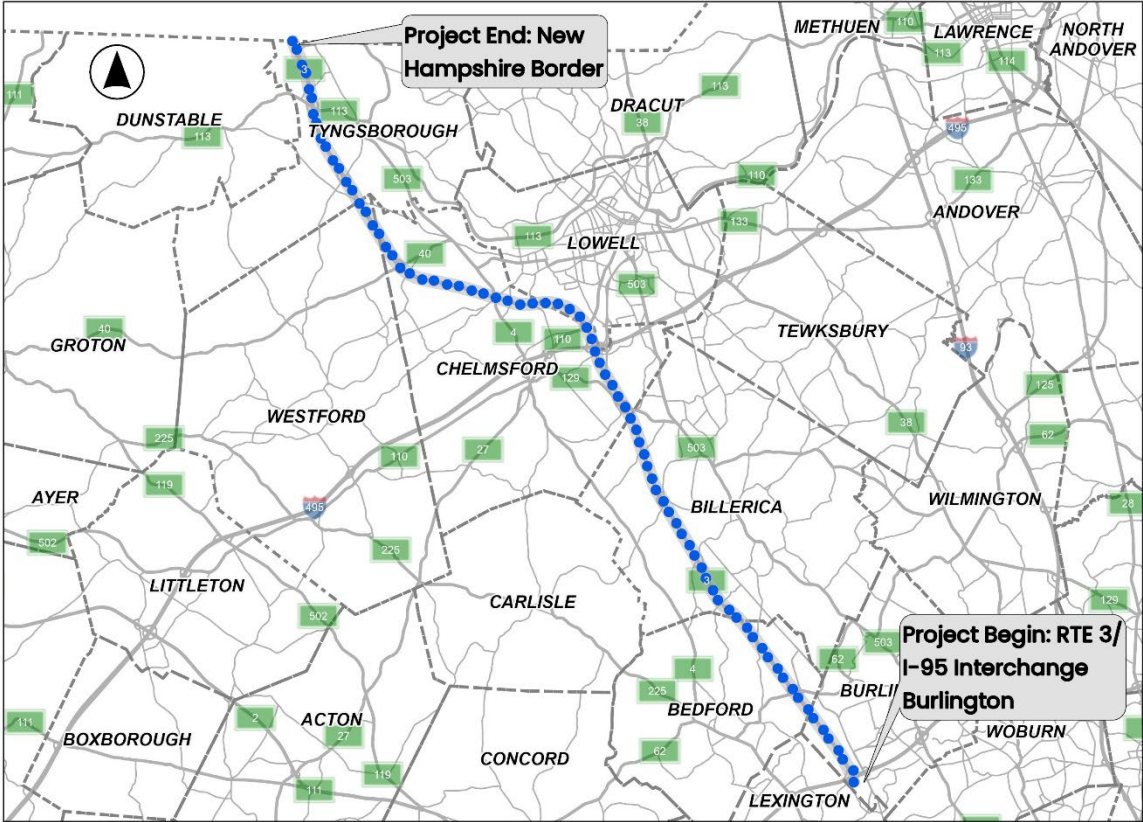 Project End: New
Hampshire Border
METHUEN
110
LAWRENCE
NORTH
ANDOVER
113
114
3
111
113
DUNSTABLE
113
TYNGSBOROUGH
DRACUT
38
113
495
503
110
133
ANDOVER
133
113
LOWELL
40
503
40
GROTON
4
110
TEWKSBURY
93
CHELMSFORD
129
125
WESTFORD
38
225
110
27
503
62
119
AYER
495
BILLERICA
WILMINGTON
28
502
225
3
LITTLETON
CARLISLE
129
502
503
Project Begin: RTE 3/
I-95 Interchange
Burlington
62
4
225
BURLI
BEDFORD
2
ACTON
27
111
BOXBOROUGH
62
CONCORD
WOBURN
119
111
LEXINGTON